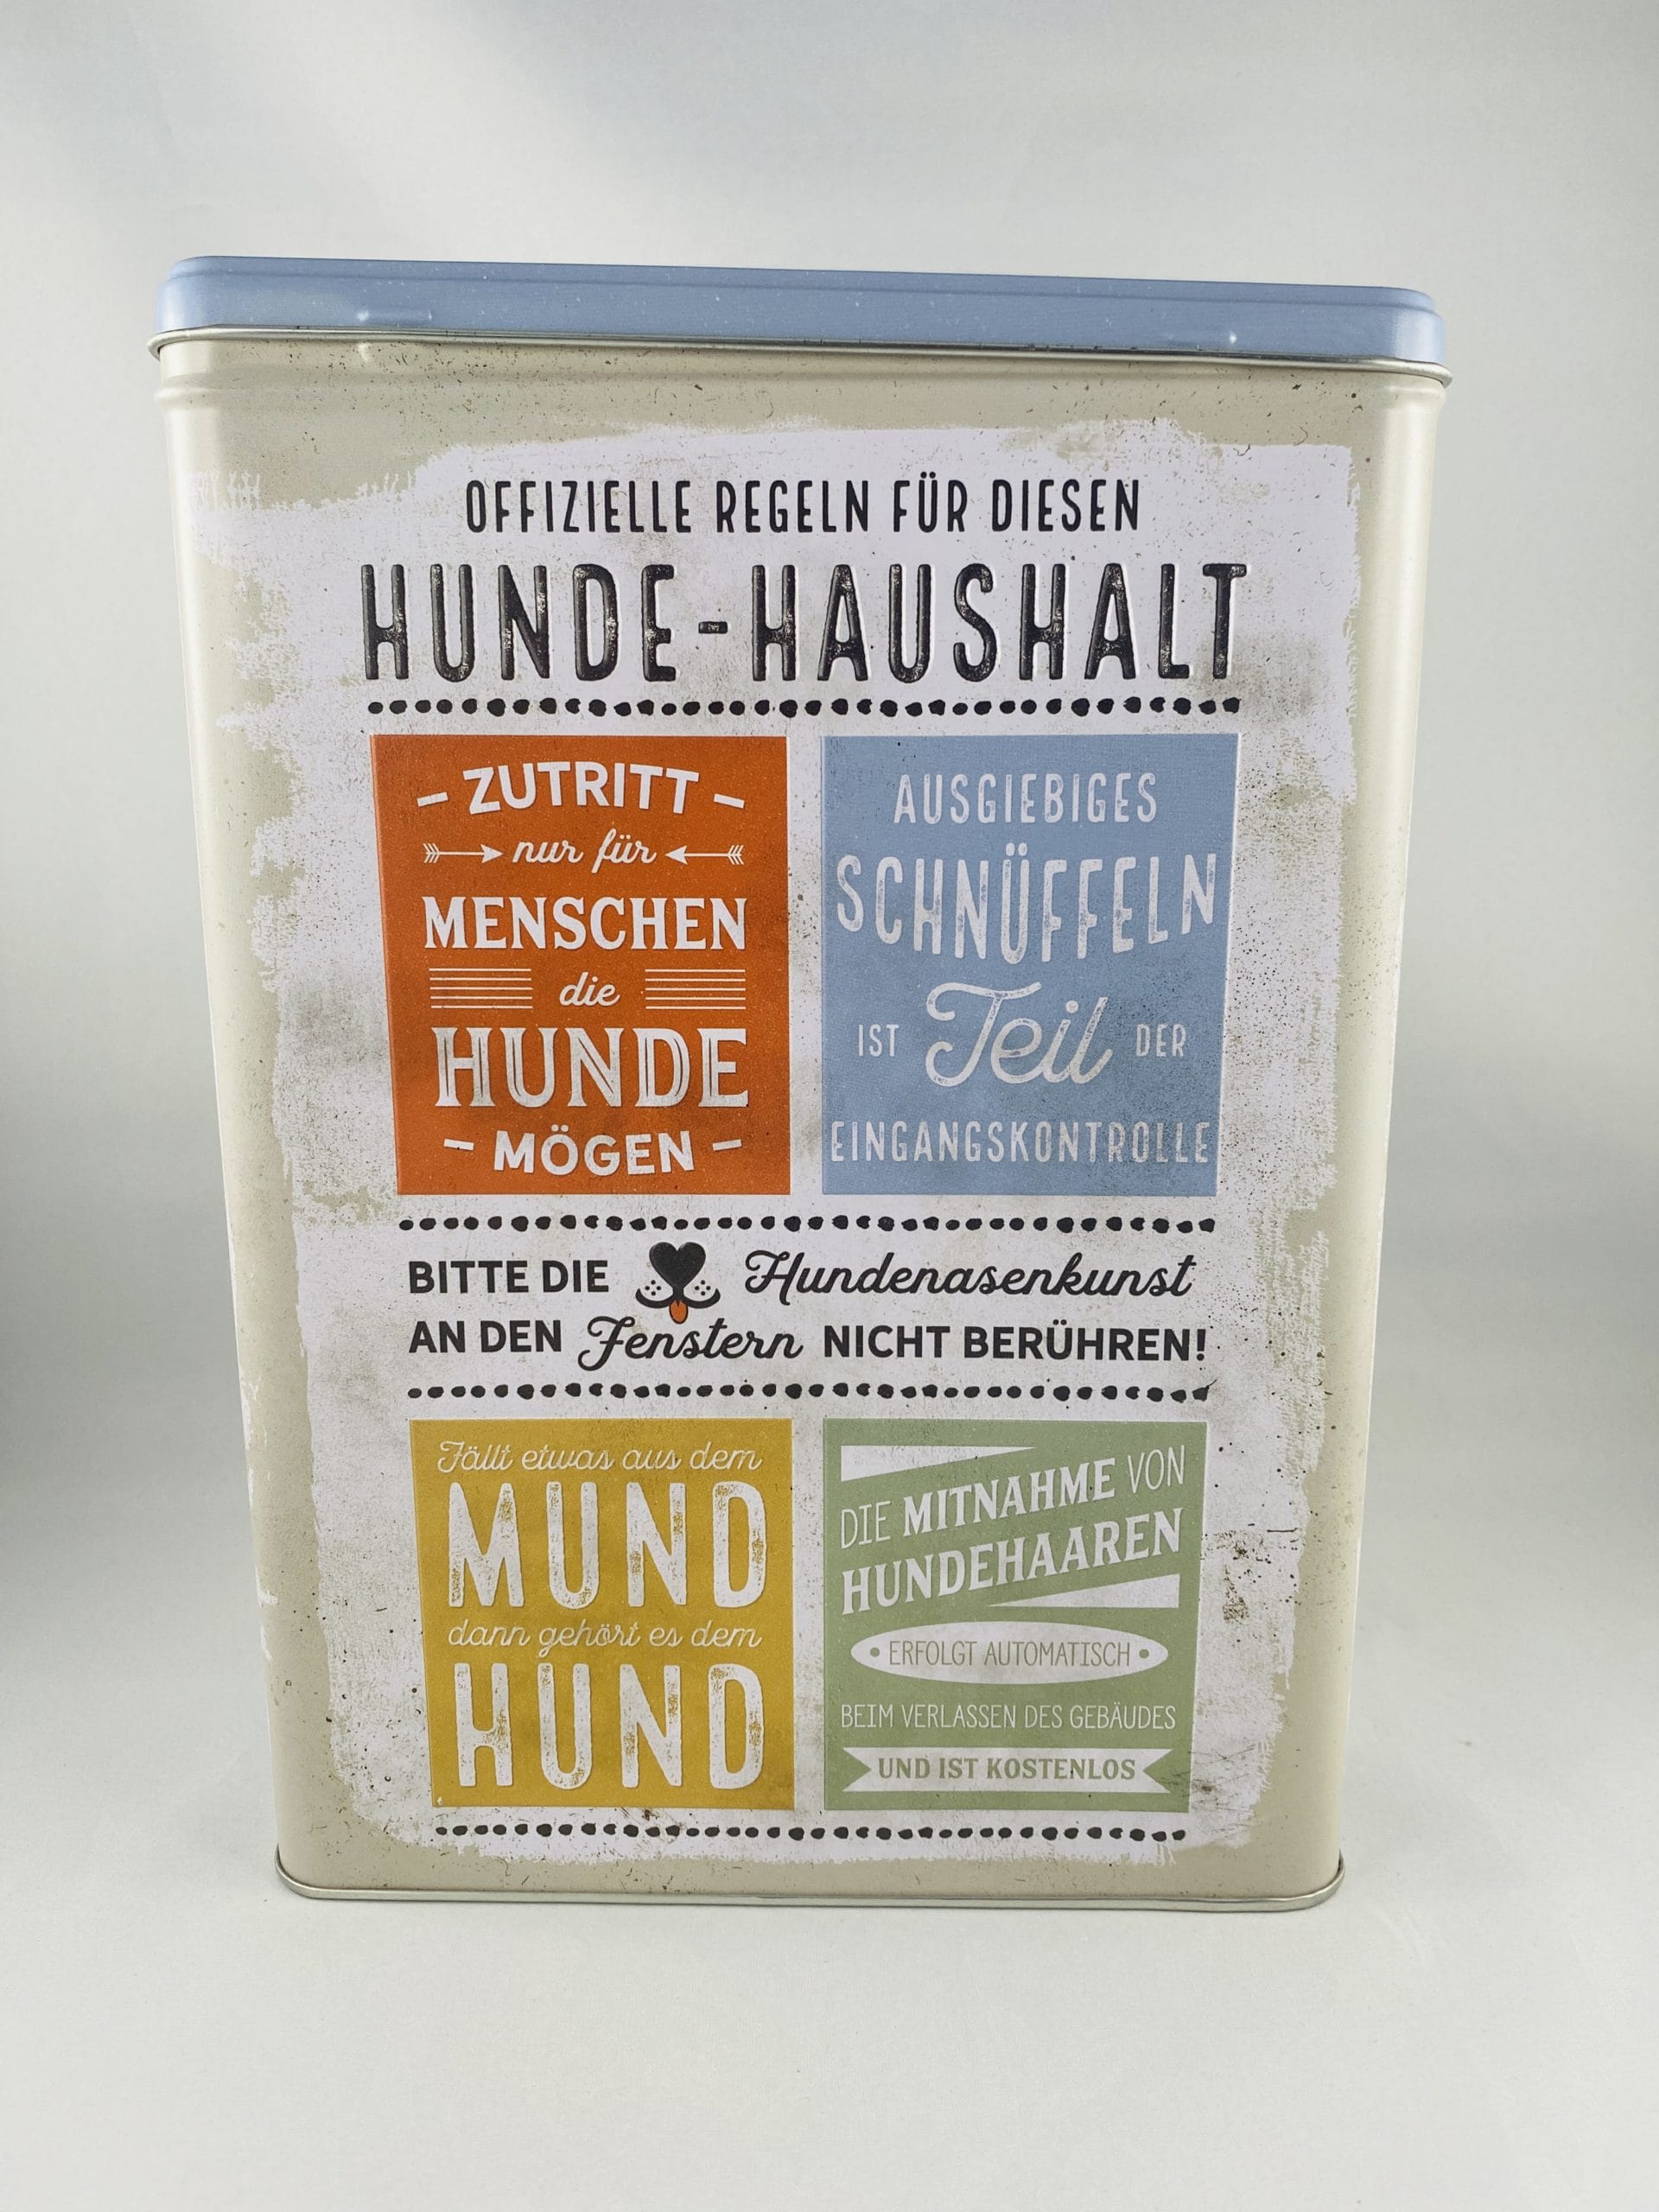 OFFIZIELLE REGELN FÜR DIESEN
HUNDE-HAUSHALT
- ZUTRITT -
nur für
MENSCHEN
die
HUNDE
- MÖGEN -
AUSGIEBIGES
SCHNÜFFELN
IST Teil DER
EINGANGSKONTROLLE
BITTE DIE Hundenasenkunst
AN DEN Fenstern NICHT BERÜHREN!
Fällt etwas aus dem
MUND
dann gehört es dem
HUND
DIE MITNAHME VON
HUNDEHAAREN
• ERFOLGT AUTOMATISCH •
BEIM VERLASSEN DES GEBÄUDES
UND IST KOSTENLOS